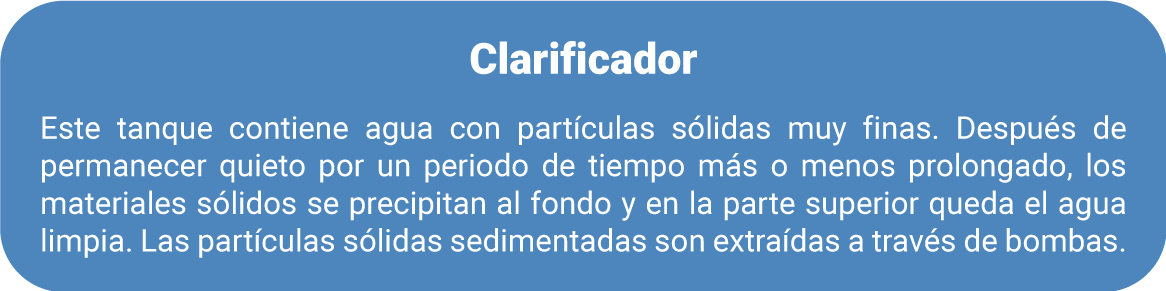 Clarificador
Este tanque contiene agua con partículas sólidas muy finas. Después de
permanecer quieto por un periodo de tiempo más o menos prolongado, los
materiales sólidos se precipitan al fondo y en la parte superior queda el agua
limpia. Las partículas sólidas sedimentadas son extraídas a través de bombas.